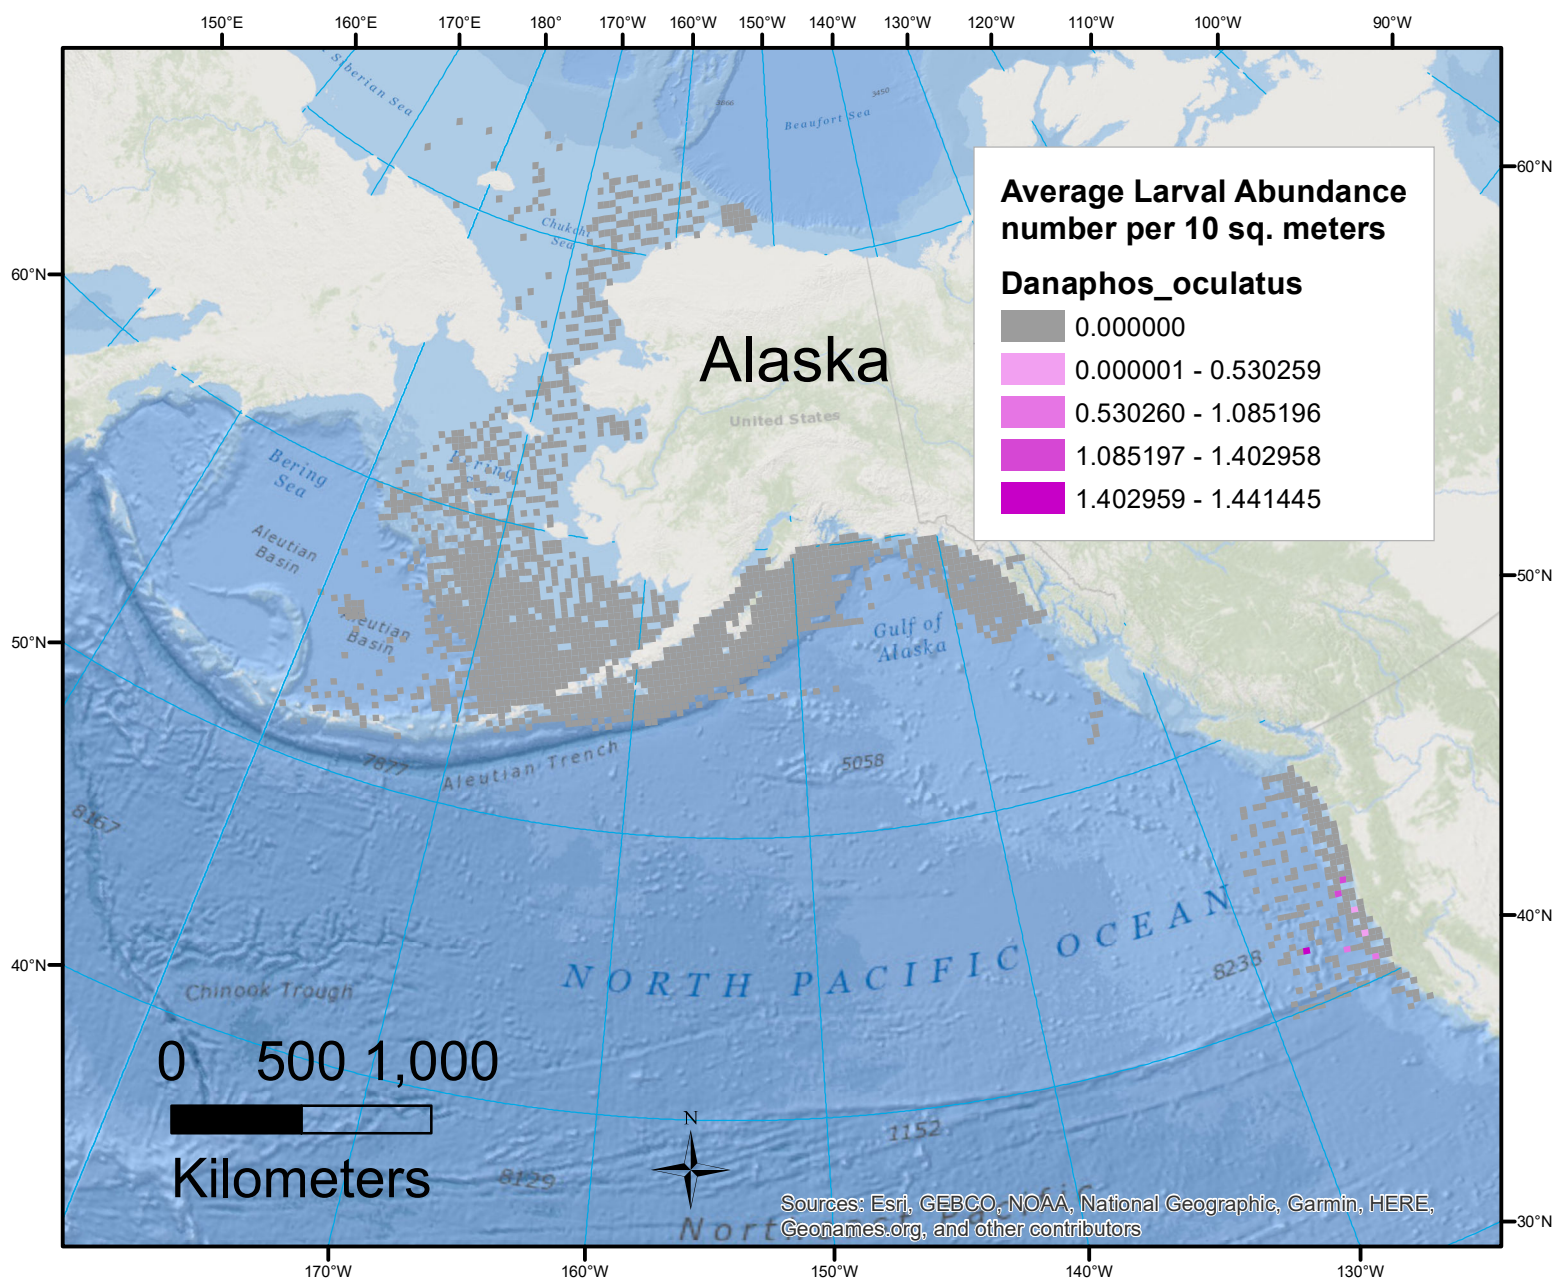 150°E 160°E 170°E 180° 170°W 160°W 150°W 140°W 130°W 120°W 110°W 100°W 90°W
Siberian Sea
3866
3450
Beaufort Sea
60°N
Average Larval Abundance
number per 10 sq. meters
Danaphos_oculatus
0.000000
0.000001 - 0.530259
0.530260 - 1.085196
1.085197 - 1.402958
1.402959 - 1.441445
Chukchi
Sea
60°N
Alaska
United States
Bering
Sea
Bering
Aleutian
Basin
50°N
Aleutian
Basin
Gulf of
Alaska
50°N
7877
Aleutian Trench
5058
8167
40°N
NORTH PACIFIC OCEAN
8238
40°N
Chinook Trough
0 500 1,000
Kilometers
N
1152
8129
Sources: Esri, GEBCO, NOAA, National Geographic, Garmin, HERE,
Geonames.org, and other contributors
30°N
170°W 160°W 150°W 140°W 130°W